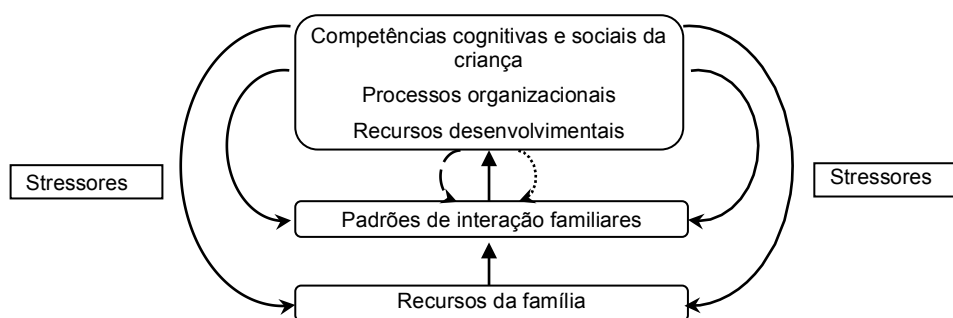 Competências cognitivas e sociais da
criança
Processos organizacionais
Recursos desenvolvimentais
Stressores
Stressores
Padrões de interação familiares
Recursos da família